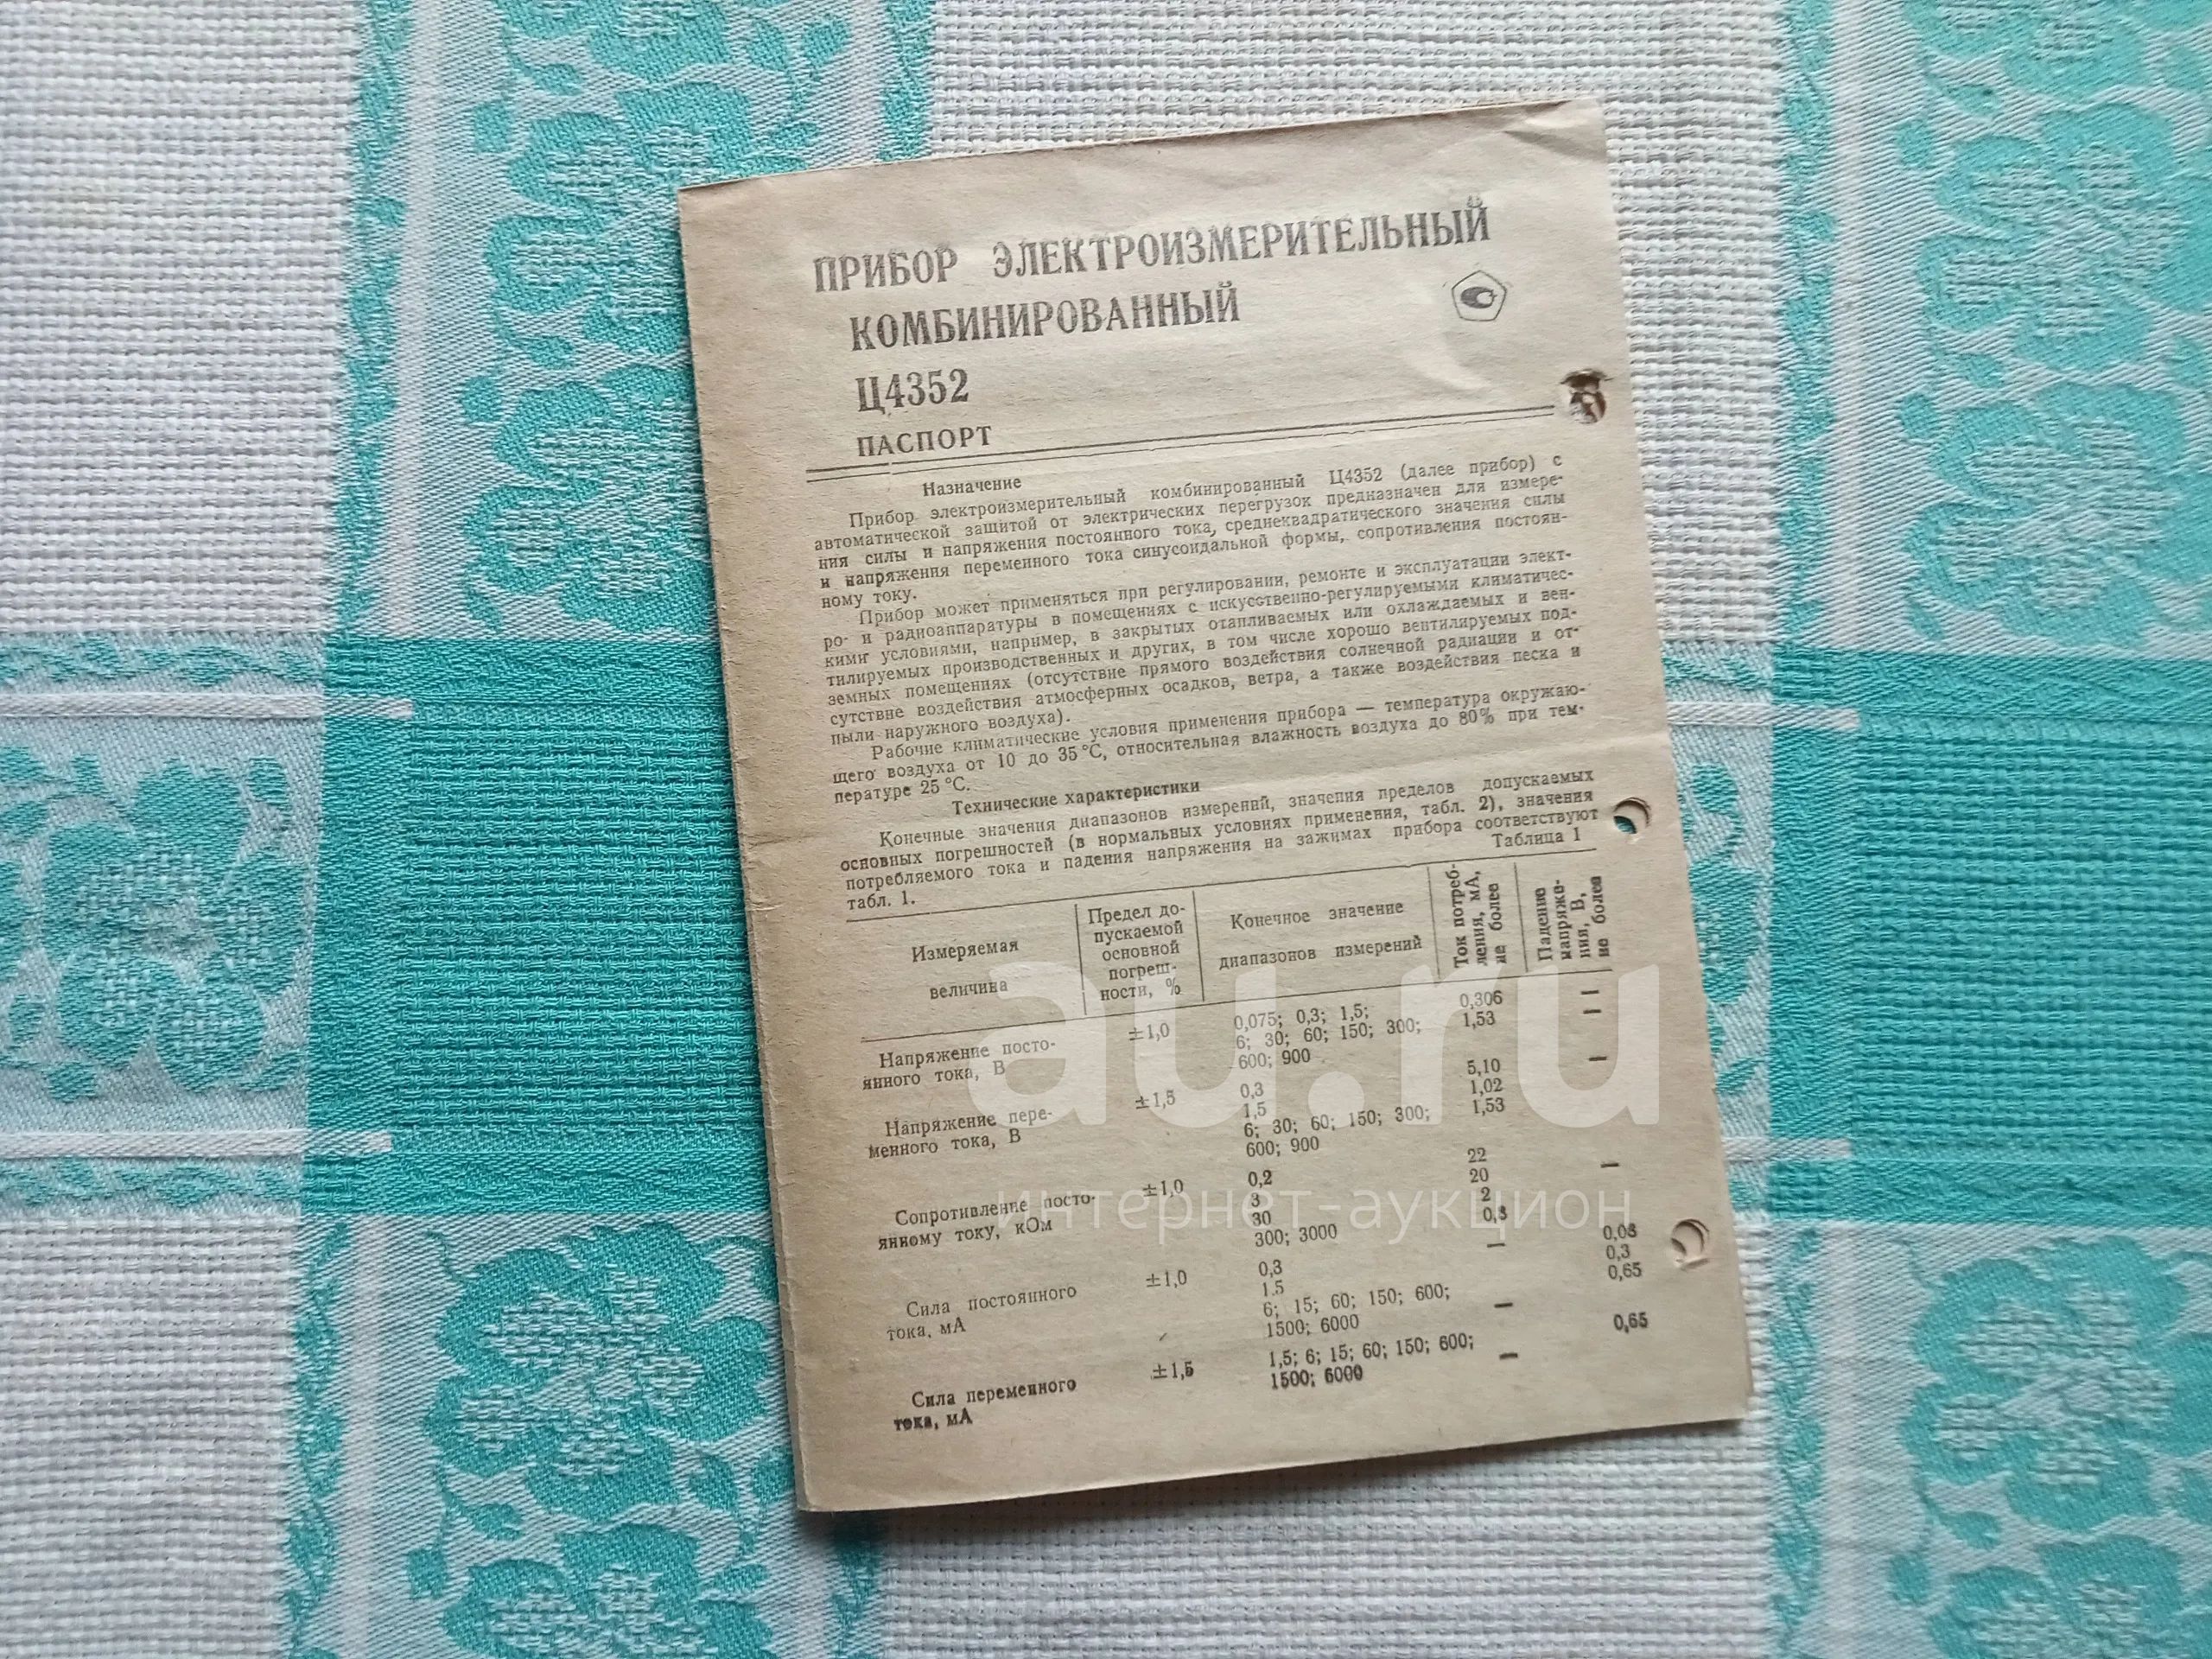 ПРИБОР ЭЛЕКТРОИЗМЕРИТЕЛЬНЫЙ
КОМБИНИРОВАННЫЙ
Ц4352
ПАСПОРТ
Назначение
Прибор электроизмерительный комбинированный Ц4352 (далее прибор) с
автоматической защитой от электрических перегрузок предназначен для измере-
ния силы и напряжения постоянного тока, среднеквадратического значения силы
и напряжения переменного тока синусоидальной формы, сопротивления постоян-
ному току.
Прибор может применяться при регулировании, ремонте и эксплуатации элект-
ро- и радиоаппаратуры в помещениях с искусственно-регулируемыми климатичес-
кими условиями, например, в закрытых отапливаемых или охлаждаемых и вен-
тилируемых производственных и других, в том числе хорошо вентилируемых под-
земных помещениях (отсутствие прямого воздействия солнечной радиации и от-
сутствие воздействия атмосферных осадков, ветра, а также воздействия песка и
пыли наружного воздуха).
Рабочие климатические условия применения прибора — температура окружаю-
щего воздуха от 10 до 35 °С, относительная влажность воздуха до 80% при тем-
пературе 25 °С.
Технические характеристики
Конечные значения диапазонов измерений, значения пределов допускаемых
основных погрешностей (в нормальных условиях применения, табл. 2), значения
потребляемого тока и падения напряжения на зажимах прибора соответствуют
табл. 1.
Таблица 1
Измеряемая
величина
Предел до-
пускаемой
основной
погреш-
ности, %
Конечное значение
диапазонов измерений
Ток потреб-
ления, мА,
не более
Падение
напряже-
ния, В,
не более
Напряжение посто- ±1,0 0,075; 0,3; 1,5; 0,306 —
янного тока, В 6; 30; 60; 150; 300; 1,53 —
600; 900
Напряжение пере- ±1,5 0,3 5,10 —
менного тока, В 1,5 1,02
6; 30; 60; 150; 300; 1,53
600; 900
Сопротивление посто- ±1,0 0,2 22 —
янному току, кОм 3 20
30 2
300; 3000 0,3
Сила постоянного ±1,0 0,3 — 0,08
тока, мА 1.5 0.3
6; 15; 60; 150; 600; 0,65
1500; 6000 —
Сила переменного ±1,5 1,5; 6; 15; 60; 150; 600; — 0,65
тока, мА 1500; 6000
au.ru
интернет-аукцион